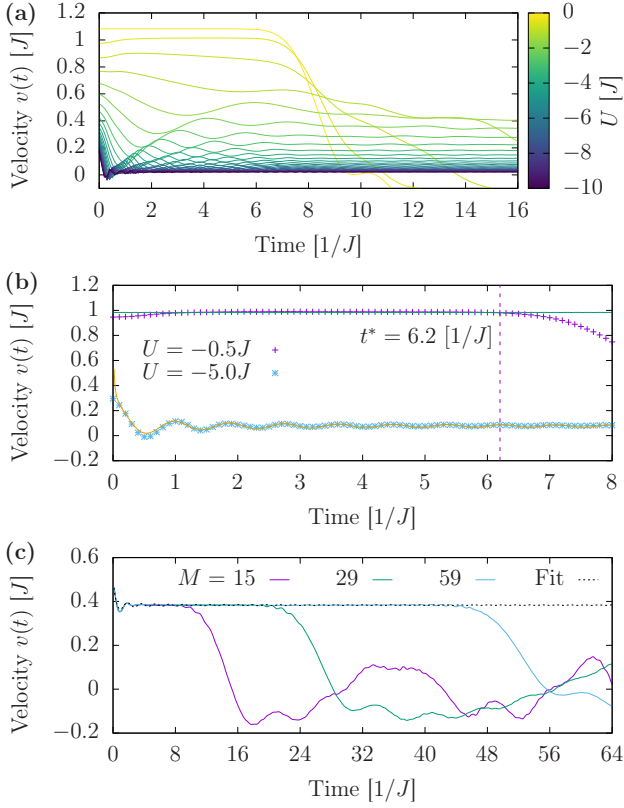 (a)
Velocity v(t) [J]
1.2
1
0.8
0.6
0.4
0.2
0
0 2 4 6 8 10 12 14 16
Time [1/J]
0
−2
−4
−6
−8
−10
U [J]
(b)
Velocity v(t) [J]
1.2
1
0.8
0.6
0.4
0.2
0
−0.2
t* = 6.2 [1/J]
U = −0.5J
U = −5.0J
0 1 2 3 4 5 6 7 8
Time [1/J]
(c)
Velocity v(t) [J]
0.6
0.4
0.2
0
−0.2
M = 15 29 59 Fit
0 8 16 24 32 40 48 56 64
Time [1/J]